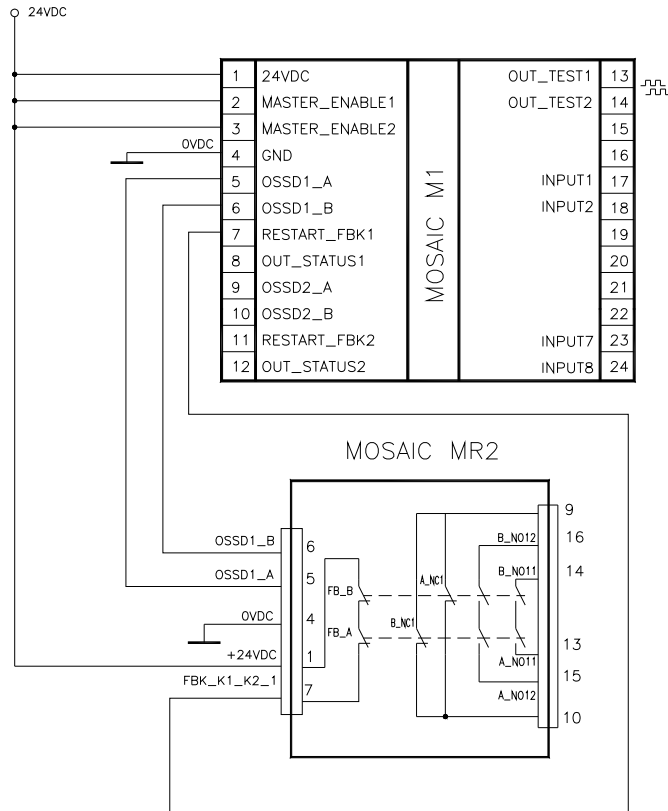 24VDC
1 24VDC
2 MASTER_ENABLE1
3 MASTER_ENABLE2
0VDC
4 GND
5 OSSD1_A
6 OSSD1_B
7 RESTART_FBK1
8 OUT_STATUS1
9 OSSD2_A
10 OSSD2_B
11 RESTART_FBK2
12 OUT_STATUS2
MOSAIC M1
OUT_TEST1 13
OUT_TEST2 14
15
16
INPUT1 17
INPUT2 18
19
20
21
22
INPUT7 23
INPUT8 24
MOSAIC MR2
OSSD1_B 6
OSSD1_A 5
0VDC 4
+24VDC 1
FBK_K1_K2_1 7
FB_B
FB_A
A_NC1
B_NC1
9
B_NO12 16
B_NO11 14
13
A_NO11
15
A_NO12
10